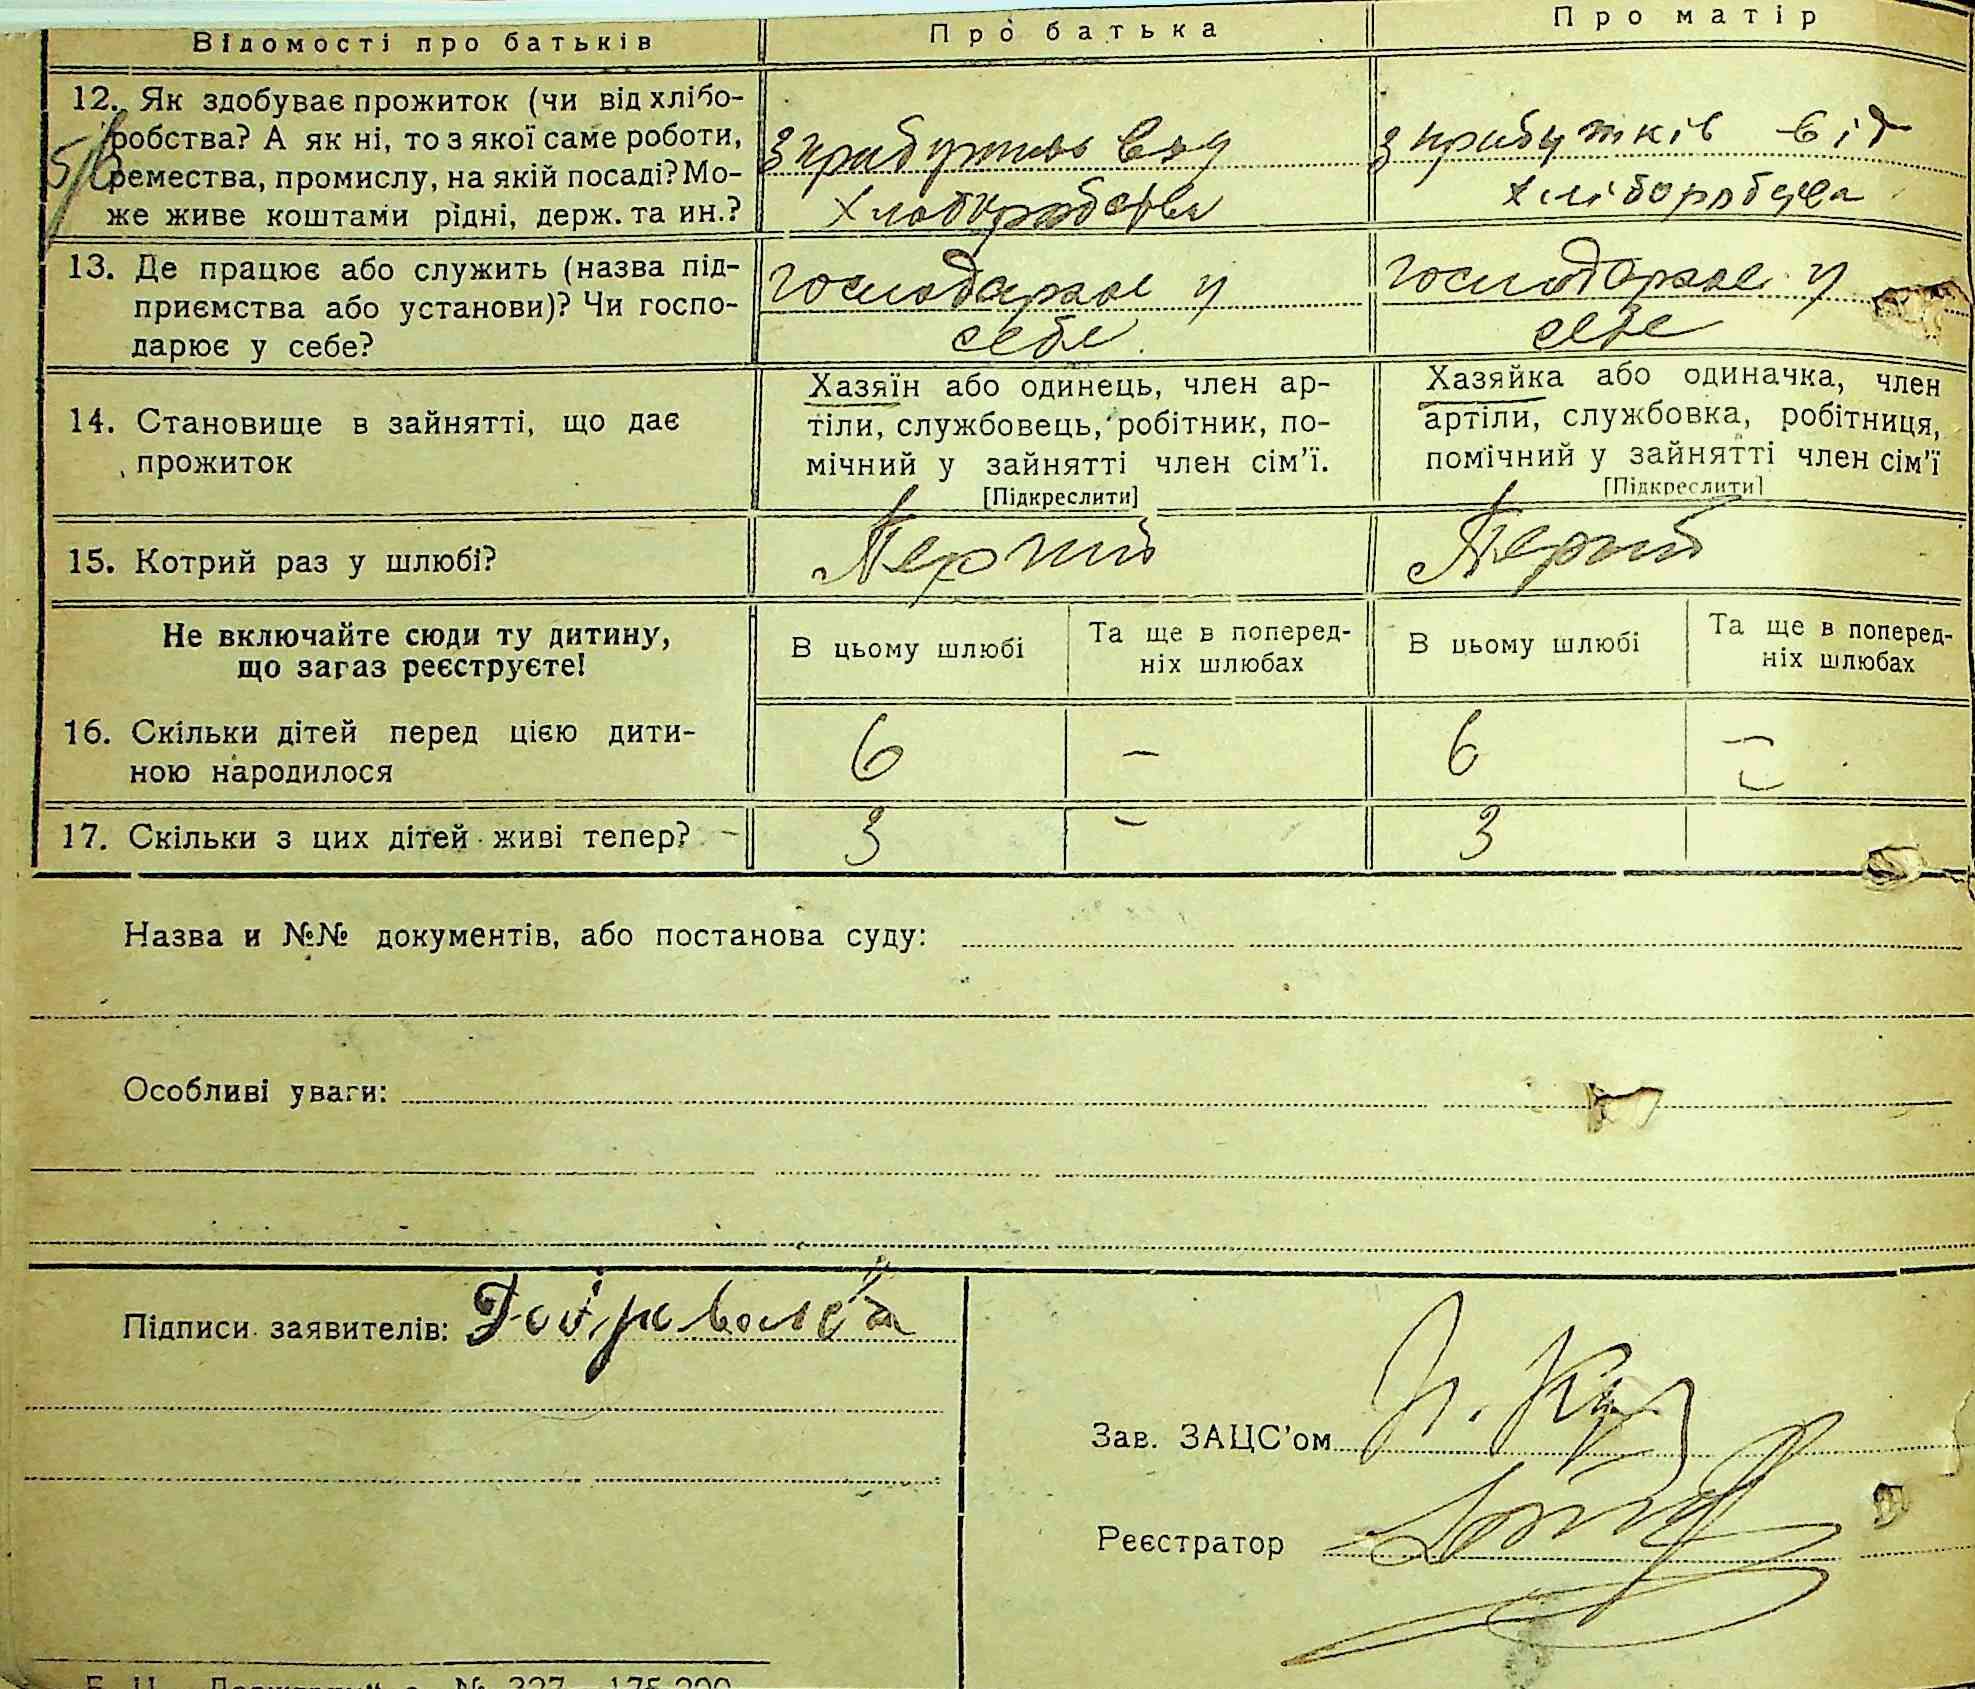 Відомості про батьків
Про батька
Про матір
12. Як здобуває прожиток (чи від хлібо-
робства? А як ні, то з якої саме роботи,
ремества, промислу, на якій посаді? Мо-
же живе коштами рідні, держ. та ин.?
з прибутков вид
хлиборобства
з прибутків від
хліборобства
13. Де працює або служить (назва під-
приємства або установи)? Чи госпо-
дарює у себе?
господарює у
себе
господарює у
себе
14. Становище в зайнятті, що дає
прожиток
Хазяїн або одинець, член ар-
тіли, службовець, робітник, по-
мічний у зайнятті член сім’ї.
[Підкреслити]
Хазяйка або одиначка, член
артіли, службовка, робітниця,
помічний у зайнятті член сім’ї
[Підкреслити]
15. Котрий раз у шлюбі?
Перший
Перший
Не включайте сюди ту дитину,
що зараз реєструєте!
В цьому шлюбі
Та ще в поперед-
ніх шлюбах
В цьому шлюбі
Та ще в поперед-
ніх шлюбах
16. Скільки дітей перед цією дити-
ною народилося
6
–
6
–
17. Скільки з цих дітей живі тепер?
3
–
3
Назва и №№ документів, або постанова суду:
Особливі уваги:
Підписи заявителів:
Зав. ЗАЦС’ом
Реєстратор